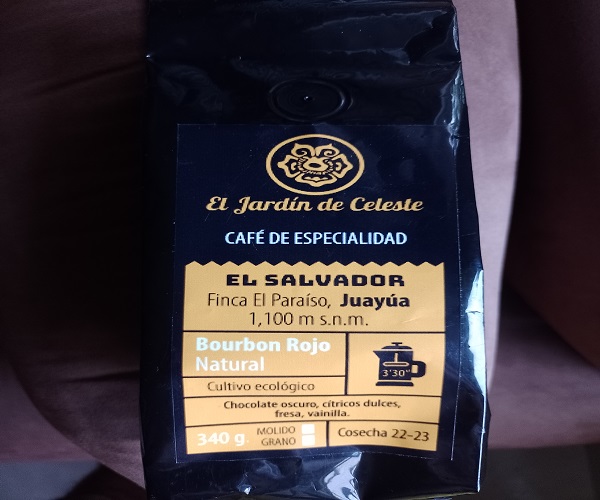 El Jardín de Celeste
CAFÉ DE ESPECIALIDAD
EL SALVADOR
Finca El Paraíso, Juayúa
1,100 m s.n.m.
Bourbon Rojo
Natural
3'30"
Cultivo ecológico
Chocolate oscuro, cítricos dulces,
fresa, vainilla.
340 g.
MOLIDO
GRANO
Cosecha 22-23